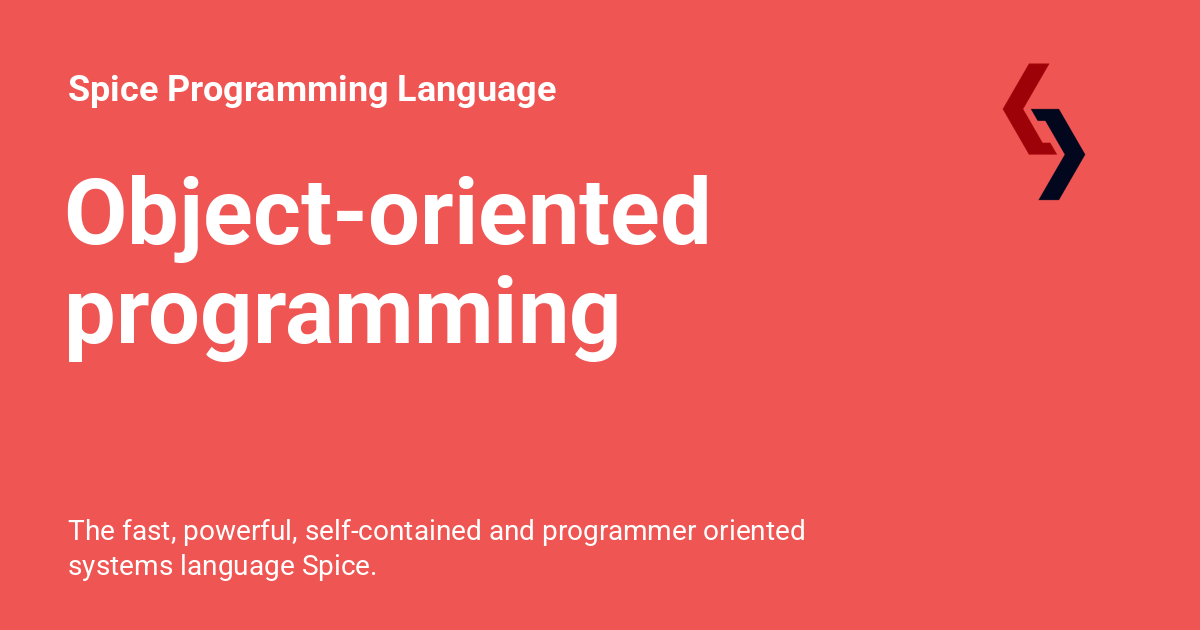 Spice Programming Language
Object-oriented
programming
The fast, powerful, self-contained and programmer oriented
systems language Spice.